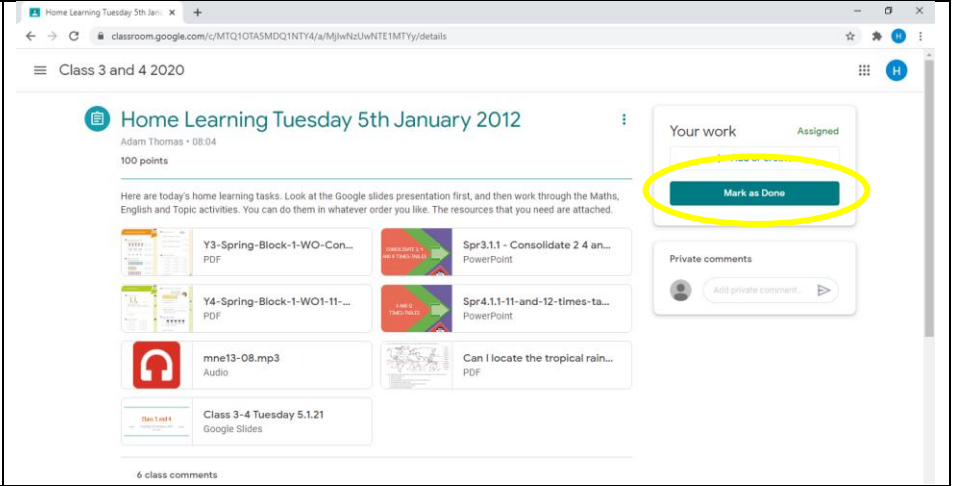 Home Learning Tuesday 5th Jan
classroom.google.com/c/MTQ1OTA5MDQ1NTY4/a/MjIwNzUwNTE1MTYy/details
H
Class 3 and 4 2020
H
Home Learning Tuesday 5th January 2012
Adam Thomas • 08:04
100 points
Here are today's home learning tasks. Look at the Google slides presentation first, and then work through the Maths,
English and Topic activities. You can do them in whatever order you like. The resources that you need are attached.
Y3-Spring-Block-1-WO-Con...
PDF
Spr3.1.1 - Consolidate 2 4 an...
PowerPoint
Y4-Spring-Block-1-WO1-11-...
PDF
Spr4.1.1-11-and-12-times-ta...
PowerPoint
mne13-08.mp3
Audio
Can I locate the tropical rain...
PDF
Class 3 and 4
Class 3-4 Tuesday 5.1.21
Google Slides
6 class comments
Your work
Assigned
Mark as Done
Private comments
Add private comment...